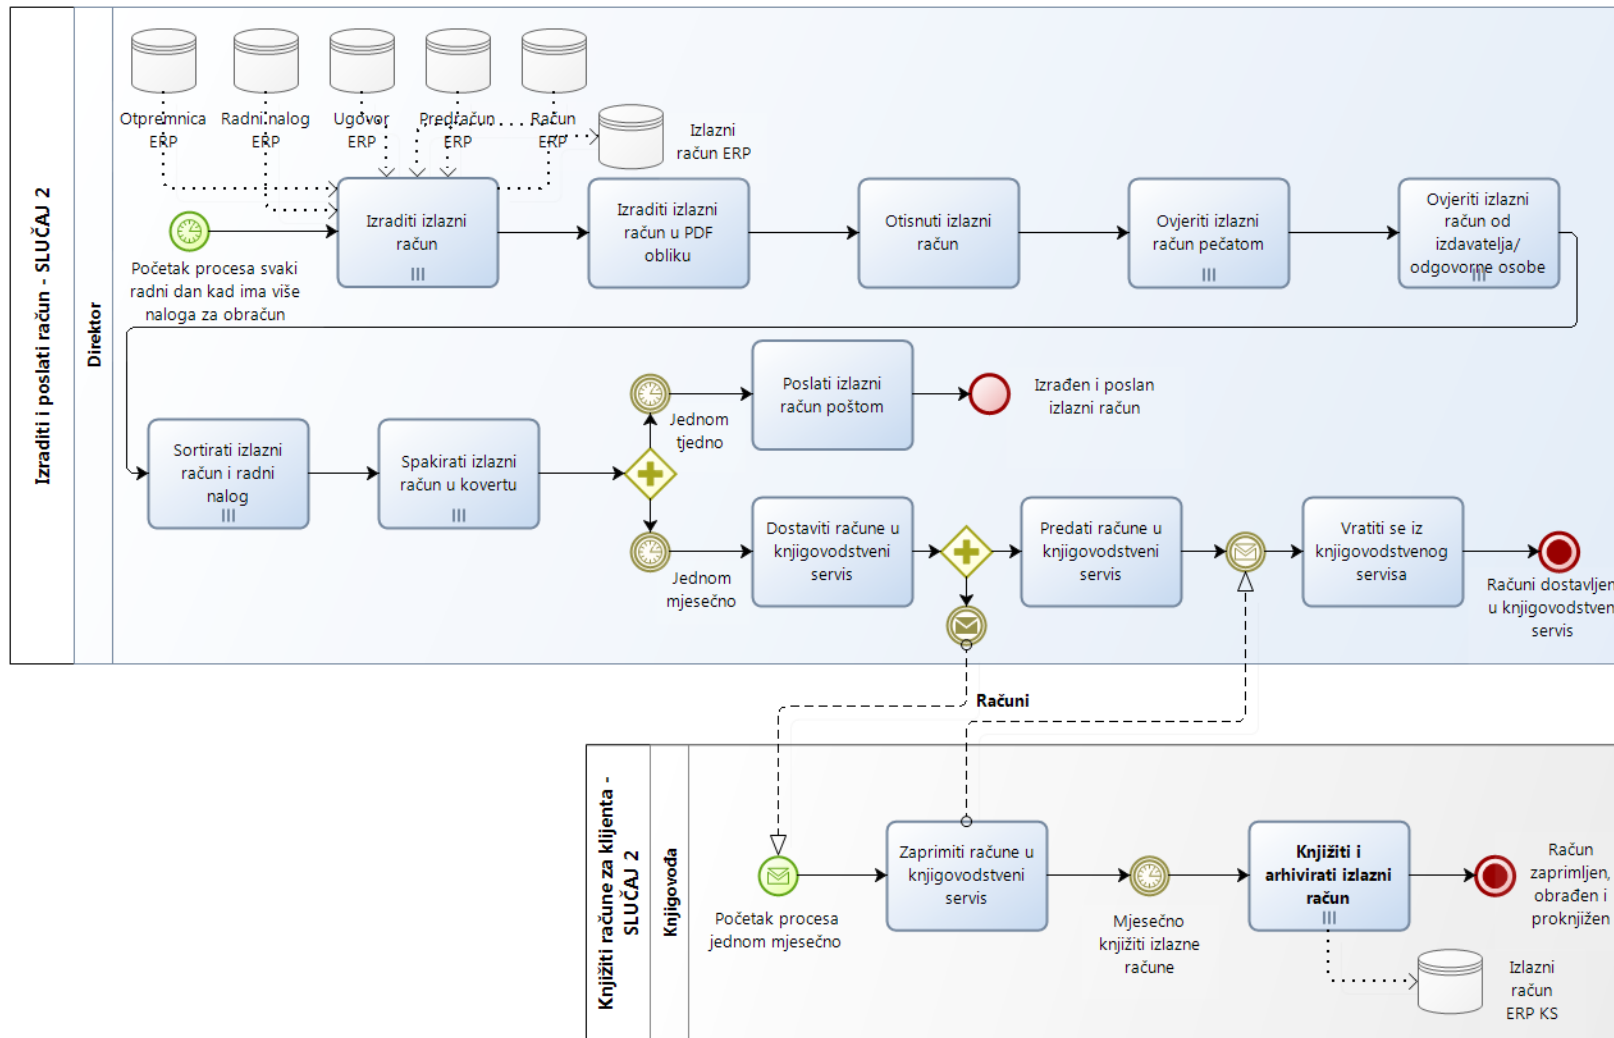 Izraditi i poslati račun - SLUČAJ 2
Direktor
Otpremnica
ERP
Radni nalog
ERP
Ugovor
ERP
Predračun
ERP
Račun
ERP
Izlazni
račun ERP
Početak procesa svaki
radni dan kad ima više
naloga za obračun
Izraditi izlazni
račun
Izraditi izlazni
račun u PDF
obliku
Otisnuti izlazni
račun
Ovjeriti izlazni
račun pečatom
Ovjeriti izlazni
račun od
izdavatelja/
odgovorne osobe
Sortirati izlazni
račun i radni
nalog
Spakirati izlazni
račun u kovertu
Jednom
tjedno
Poslati izlazni
račun poštom
Izrađen i poslan
izlazni račun
Jednom
mjesečno
Dostaviti račune u
knjigovodstveni
servis
Predati račune u
knjigovodstveni
servis
Vratiti se iz
knjigovodstvenog
servisa
Računi dostavljen
u knjigovodstven
servis
Računi
Knjižiti račune za klijenta -
SLUČAJ 2
Knjigovođa
Početak procesa
jednom mjesečno
Zaprimiti račune u
knjigovodstveni
servis
Mjesečno
knjižiti izlazne
račune
Knjižiti i
arhivirati izlazni
račun
Račun
zaprimljen,
obrađen i
proknjižen
Izlazni
račun
ERP KS